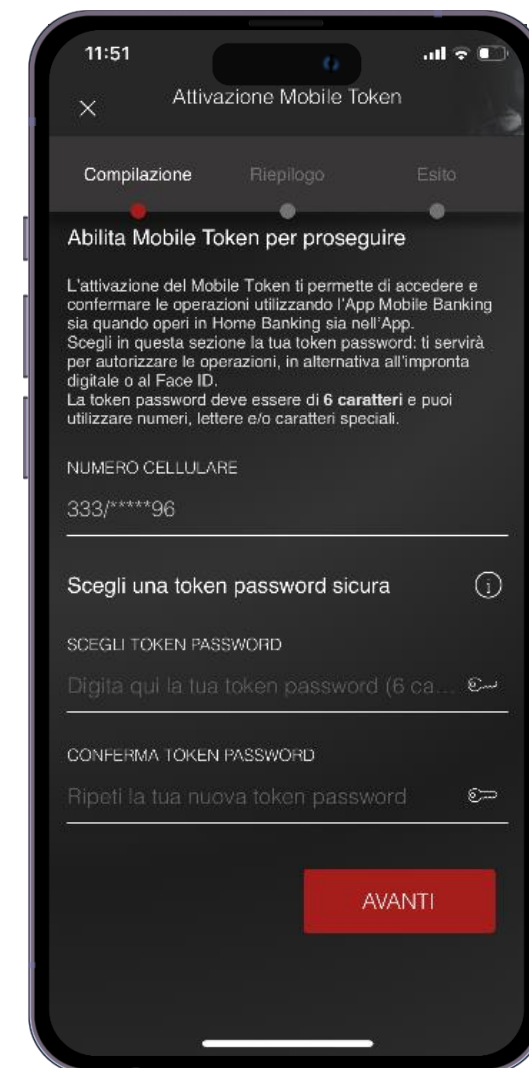 11:51
Attivazione Mobile Token
Compilazione Riepilogo Esito
Abilita Mobile Token per proseguire
L'attivazione del Mobile Token ti permette di accedere e
confermare le operazioni utilizzando l'App Mobile Banking
sia quando operi in Home Banking sia nell'App.
Scegli in questa sezione la tua token password: ti servirà
per autorizzare le operazioni, in alternativa all'impronta
digitale o al Face ID.
La token password deve essere di 6 caratteri e puoi
utilizzare numeri, lettere e/o caratteri speciali.
NUMERO CELLULARE
333/*****96
Scegli una token password sicura
SCEGLI TOKEN PASSWORD
Digita qui la tua token password (6 ca...
CONFERMA TOKEN PASSWORD
Ripeti la tua nuova token password
AVANTI